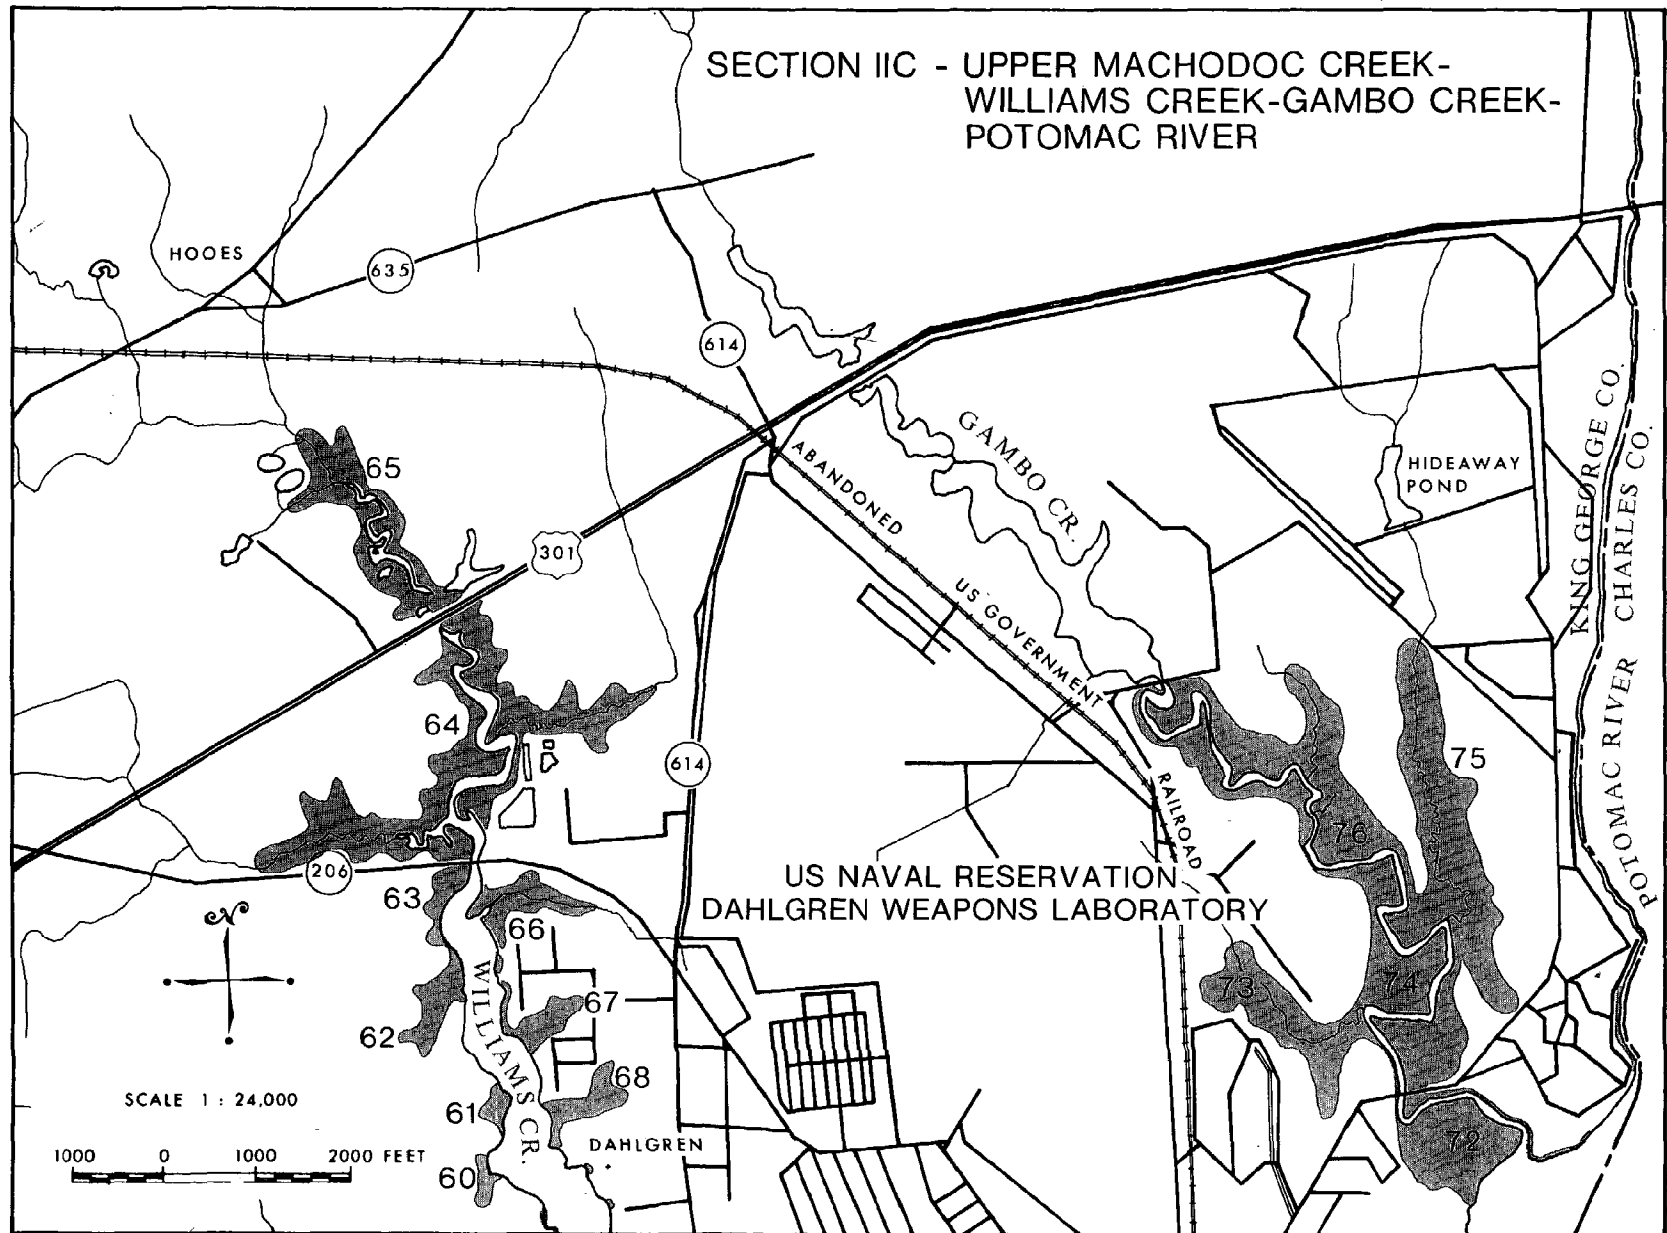 SECTION IIC - UPPER MACHODOC CREEK-
WILLIAMS CREEK-GAMBO CREEK-
POTOMAC RIVER
HOOES
635
614
GAMBO CR.
65
ABANDONED
HIDEAWAY
POND
KING GEORGE CO.
CHARLES CO.
301
US GOVERNMENT
64
614
75
POTOMAC RIVER
POTOMAC RIVER
RAILROAD
76
206
US NAVAL RESERVATION
DAHLGREN WEAPONS LABORATORY
63
N
66
WILLIAMS CR.
73
74
67
62
68
SCALE 1 : 24,000
61
DAHLGREN
72
1000 0 1000 2000 FEET
60